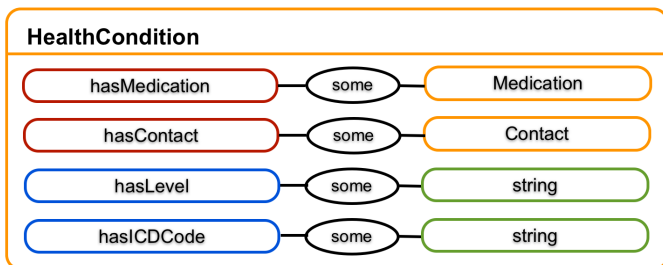 HealthCondition
hasMedication some Medication
hasContact some Contact
hasLevel some string
hasICDCode some string